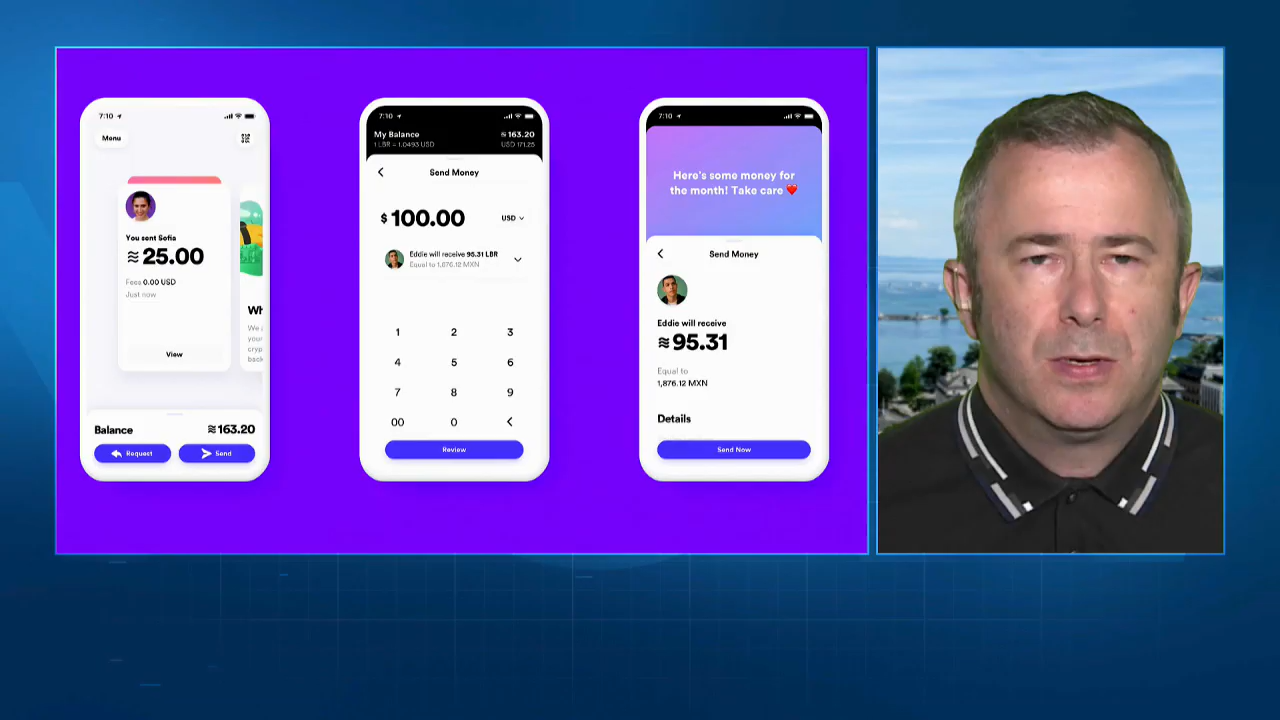 7:10
Menu
You sent Sofia
≋ 25.00
Fees 0.00 USD
Just now
View
Wh
We a
your
cryp
back
Balance
≋163.20
Request
Send
7:10
My Balance
≋ 163.20
1 LBR = 1.0493 USD
USD 171.25
Send Money
$ 100.00
USD
Eddie will receive 95.31 LBR
Equal to 1,876.12 MXN
1 2 3
4 5 6
7 8 9
00 0
Review
7:10
Here's some money for
the month! Take care ❤️
Send Money
Eddie will receive
≋95.31
Equal to
1,876.12 MXN
Details
Send Now